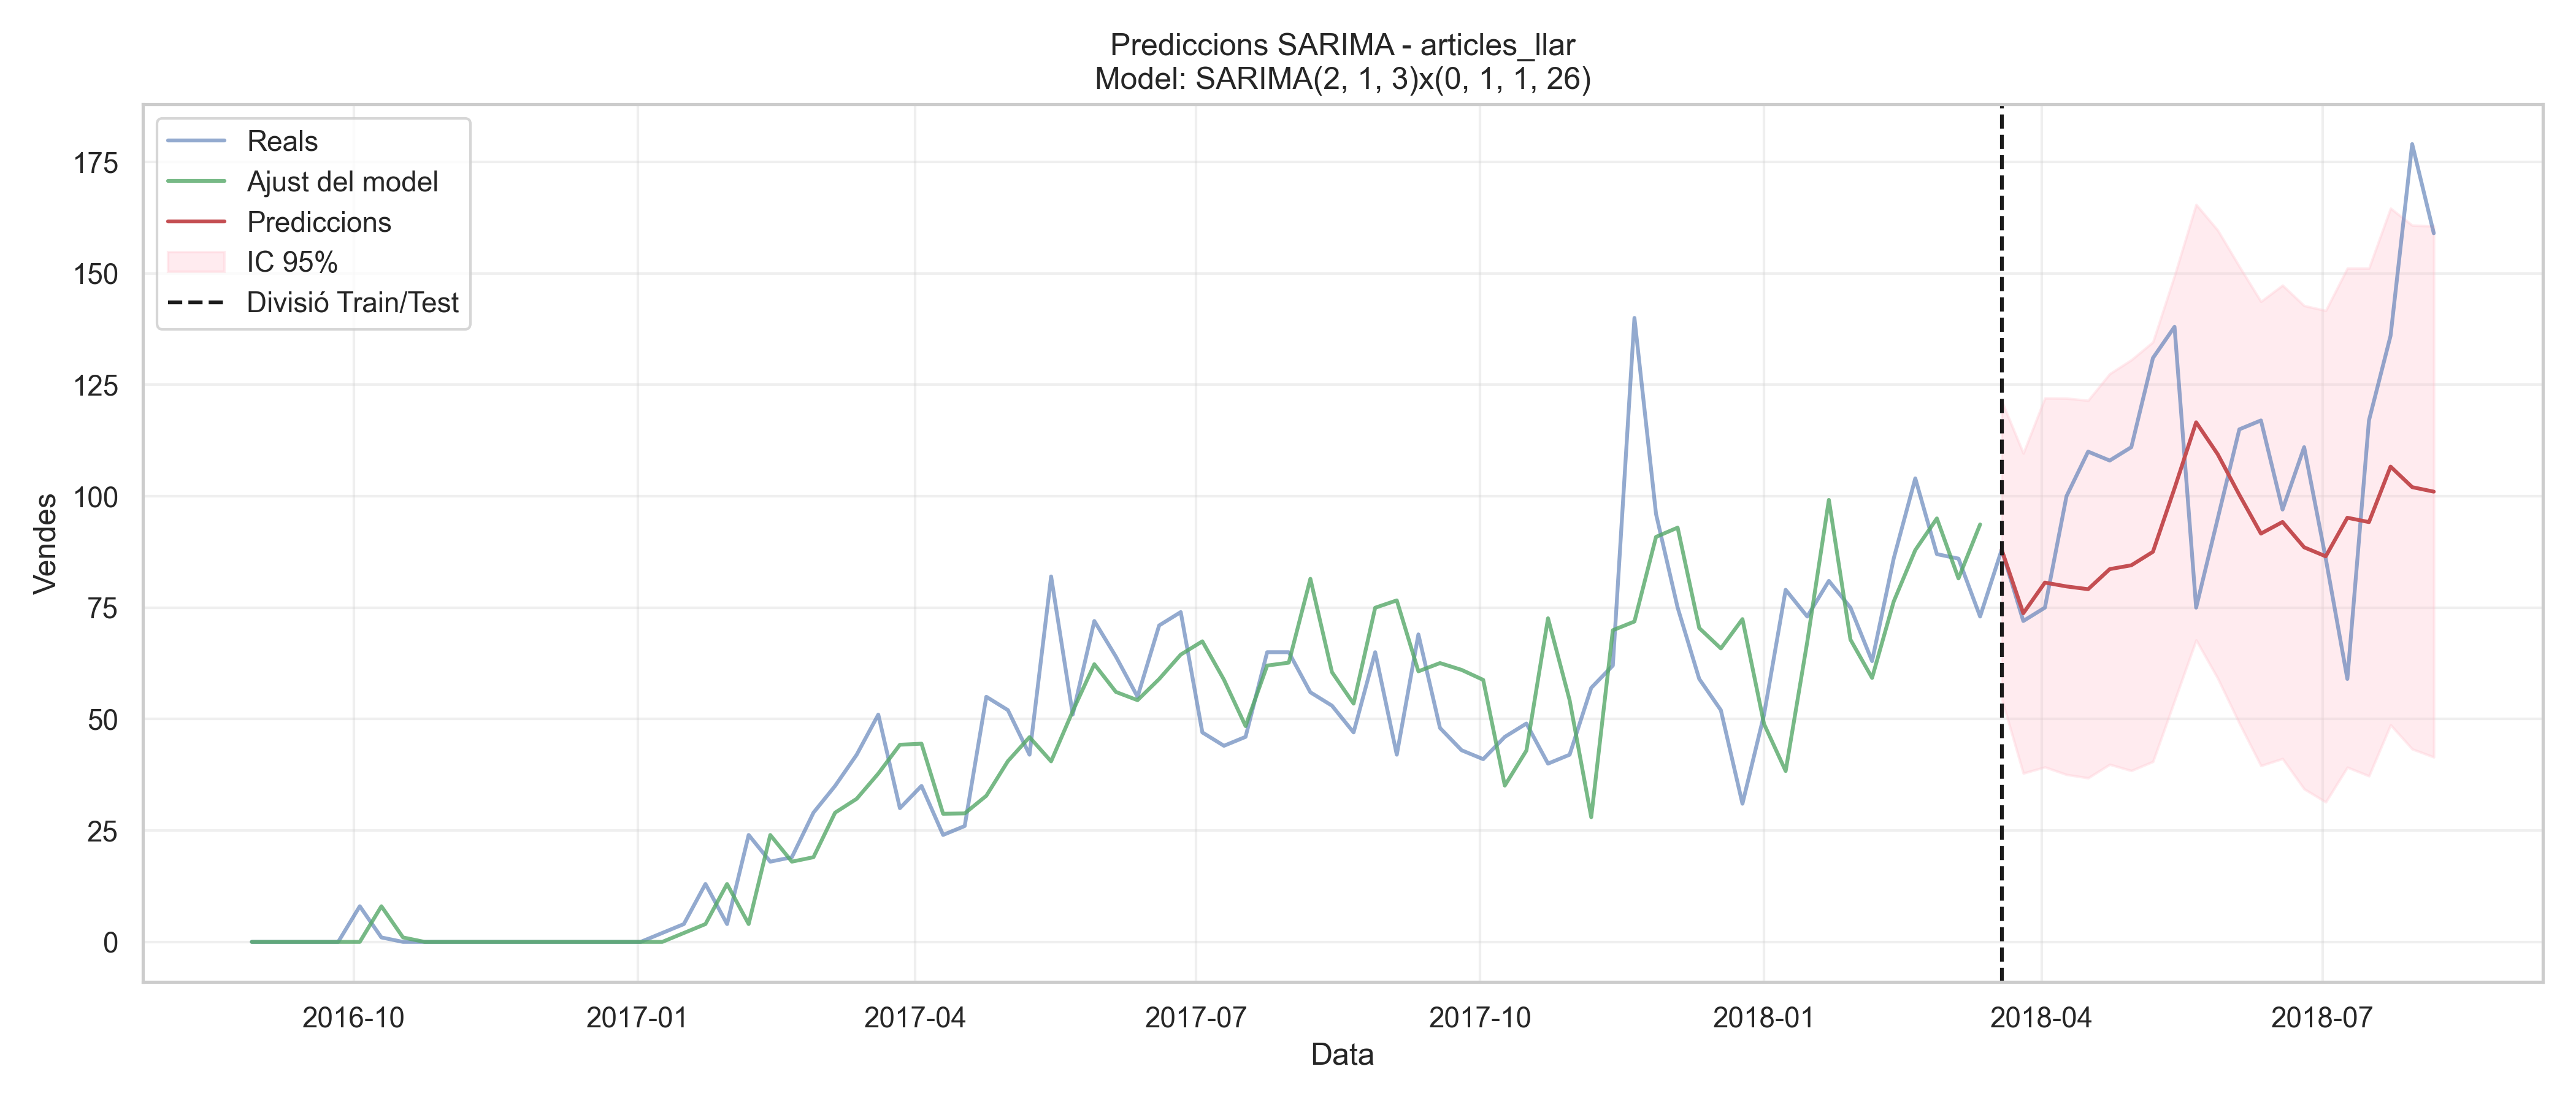 Prediccions SARIMA - articles_llar
Model: SARIMA(2, 1, 3)x(0, 1, 1, 26)
Reals
Ajust del model
Prediccions
IC 95%
Divisió Train/Test
Vendes
175
150
125
100
75
50
25
0
2016-10
2017-01
2017-04
2017-07
2017-10
2018-01
2018-04
2018-07
Data